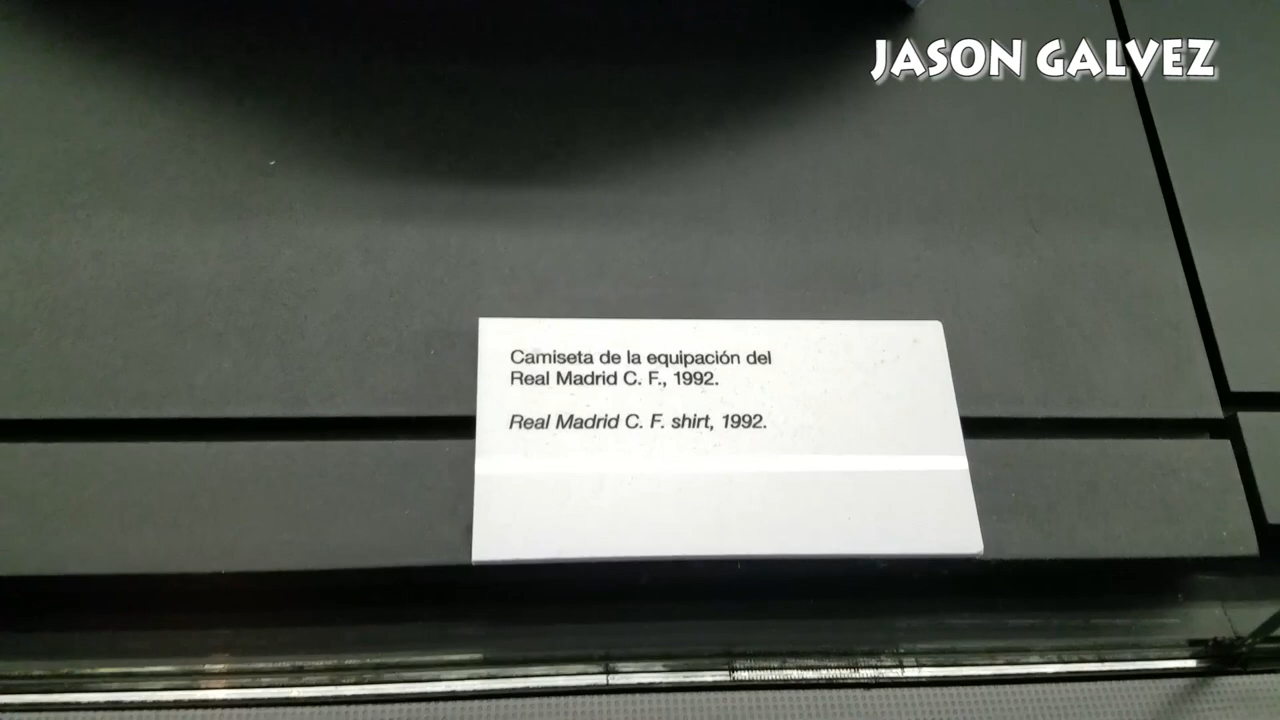 JASON GALVEZ
Camiseta de la equipación del
Real Madrid C. F., 1992.
Real Madrid C. F. shirt, 1992.